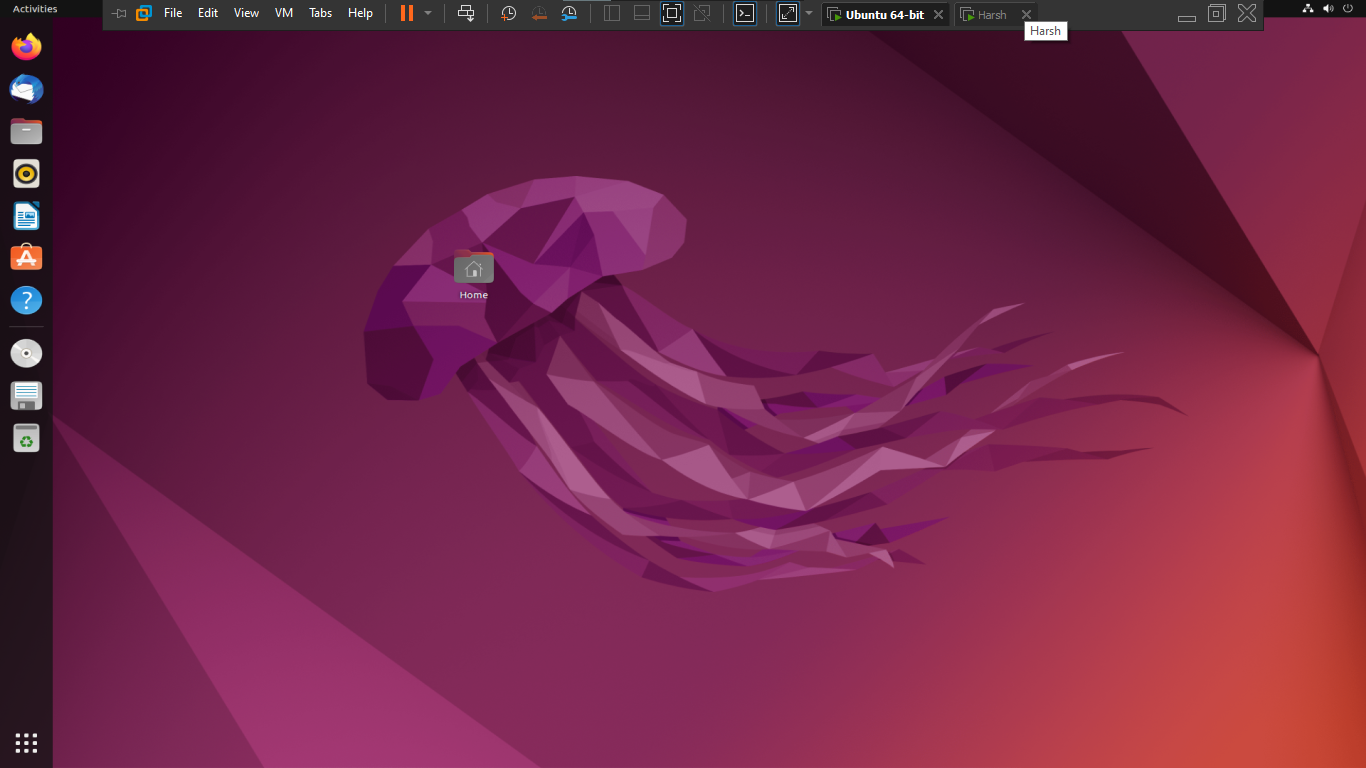 Activities
File Edit View VM Tabs Help
Ubuntu 64-bit
Harsh
Harsh
Home